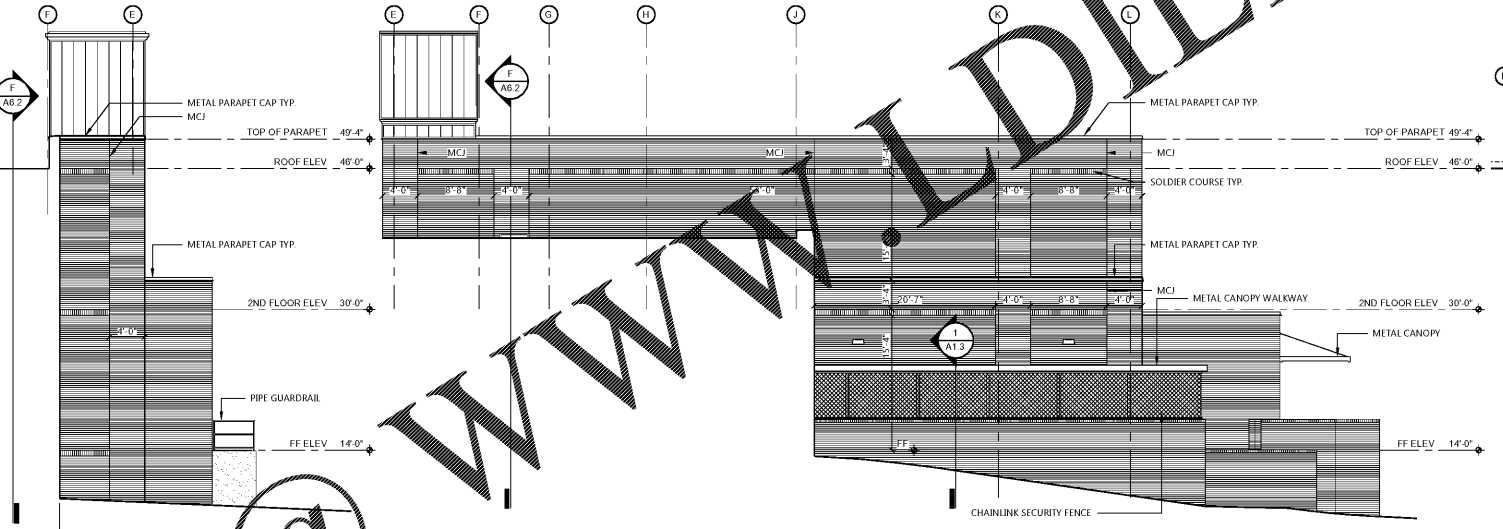 F E E F G H J K L
F
A6.2
F
A6.2
METAL PARAPET CAP TYP.
MCJ
TOP OF PARAPET 49'-4"
ROOF ELEV 46'-0"
METAL PARAPET CAP TYP.
2ND FLOOR ELEV 30'-0"
4'-0"
PIPE GUARDRAIL
FF ELEV 14'-0"
MCJ
MCJ
4'-0" 8'-8" 4'-0"
4'-0" 8'-8" 4'-0"
METAL PARAPET CAP TYP.
TOP OF PARAPET 49'-4"
MCJ
ROOF ELEV 46'-0"
SOLDIER COURSE TYP.
METAL PARAPET CAP TYP.
MCJ
METAL CANOPY WALKWAY
2ND FLOOR ELEV 30'-0"
3'-4"
20'-7" 4'-0" 8'-8" 4'-0"
15'-4"
1
A1.3
METAL CANOPY
FF
FF ELEV 14'-0"
CHAINLINK SECURITY FENCE
WWW.LDI